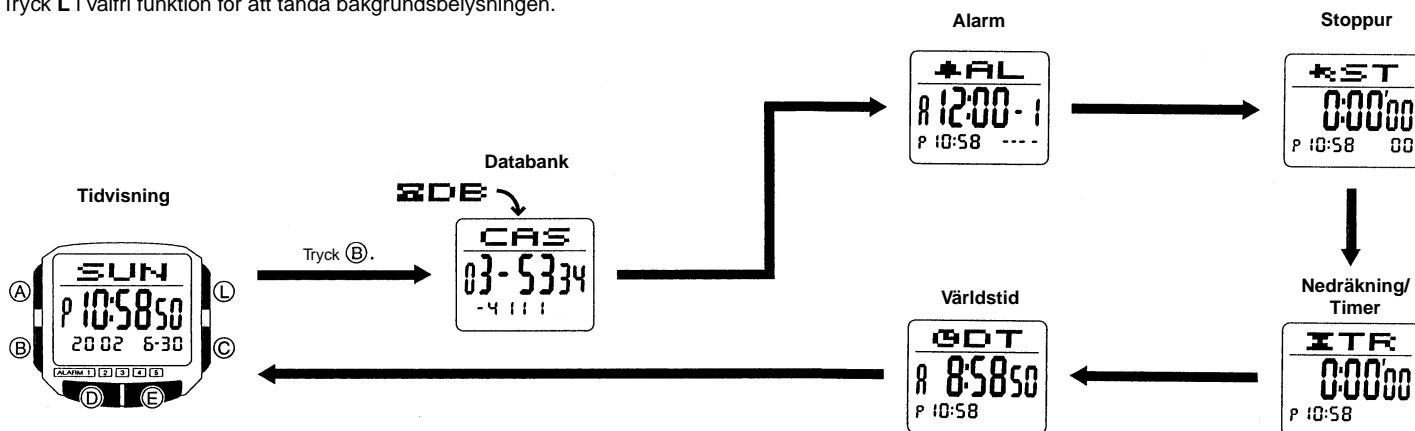 Tryck L i valfri funktion för att tända bakgrundsbelysningen.
Alarm
Stoppur
AL
A 12:00-1
P 10:58 ----
ST
0:00'00
P 10:58 00
Databank
DB
Tidvisning
CAS
03-5334
-4111
Tryck B.
SUN
P 10:58 50
2002 6-30
ALARM 1 2 3 4 5
A
B
L
C
D
E
Världstid
DT
A 8:58 50
P 10:58
Nedräkning/
Timer
TR
0:00'00
P 10:58